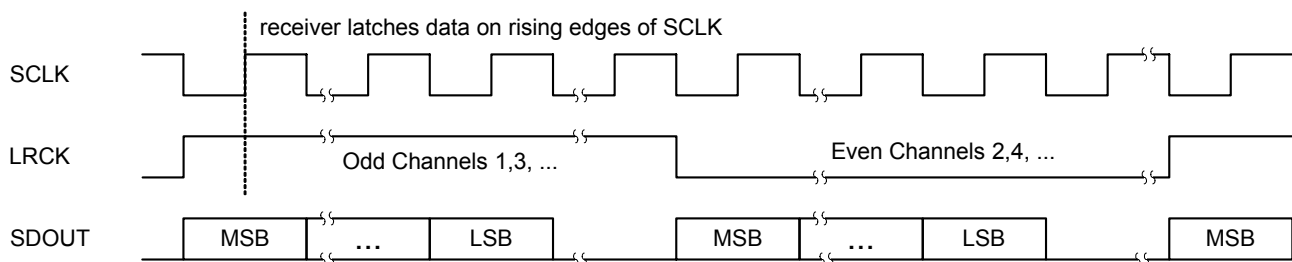 receiver latches data on rising edges of SCLK
SCLK
LRCK
Odd Channels 1,3, ...
Even Channels 2,4, ...
SDOUT
MSB
...
LSB
MSB
...
LSB
MSB